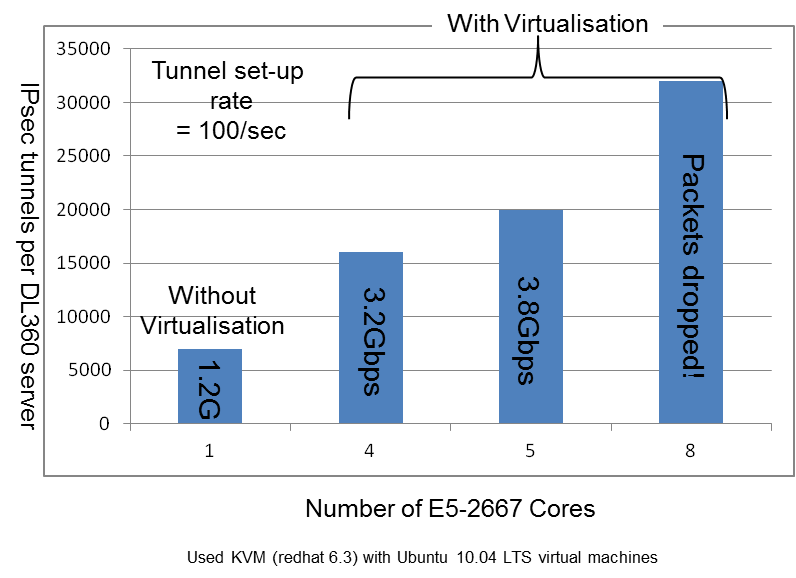 With Virtualisation
35000
30000
25000
20000
15000
10000
5000
0
IPsec tunnels per DL360 server
Tunnel set-up
rate
= 100/sec
Without
Virtualisation
1.2G
3.2Gbps
3.8Gbps
Packets dropped!
1
4
5
8
Number of E5-2667 Cores
Used KVM (redhat 6.3) with Ubuntu 10.04 LTS virtual machines